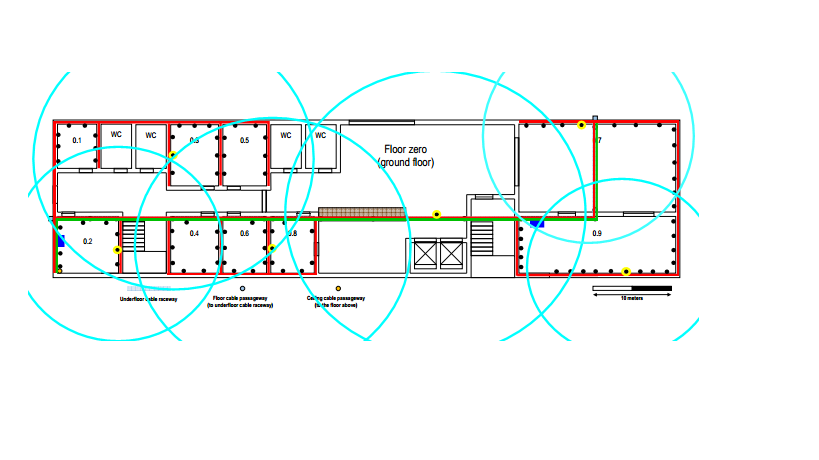 0.1
WC
WC
0.3
0.5
WC
WC
Floor zero
(ground floor)
7
0.2
0.4
0.6
0.8
0.9
Underfloor cable raceway
Floor cable passageway
(to underfloor cable raceway)
Ceiling cable passageway
(to the floor above)
10 meters